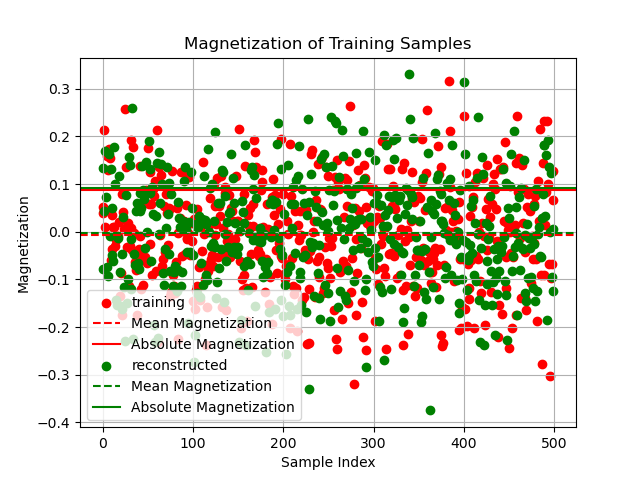 Magnetization of Training Samples
Magnetization
0.3
0.2
0.1
0.0
−0.1
−0.2
−0.3
−0.4
training
Mean Magnetization
Absolute Magnetization
reconstructed
Mean Magnetization
Absolute Magnetization
0 100 200 300 400 500
Sample Index